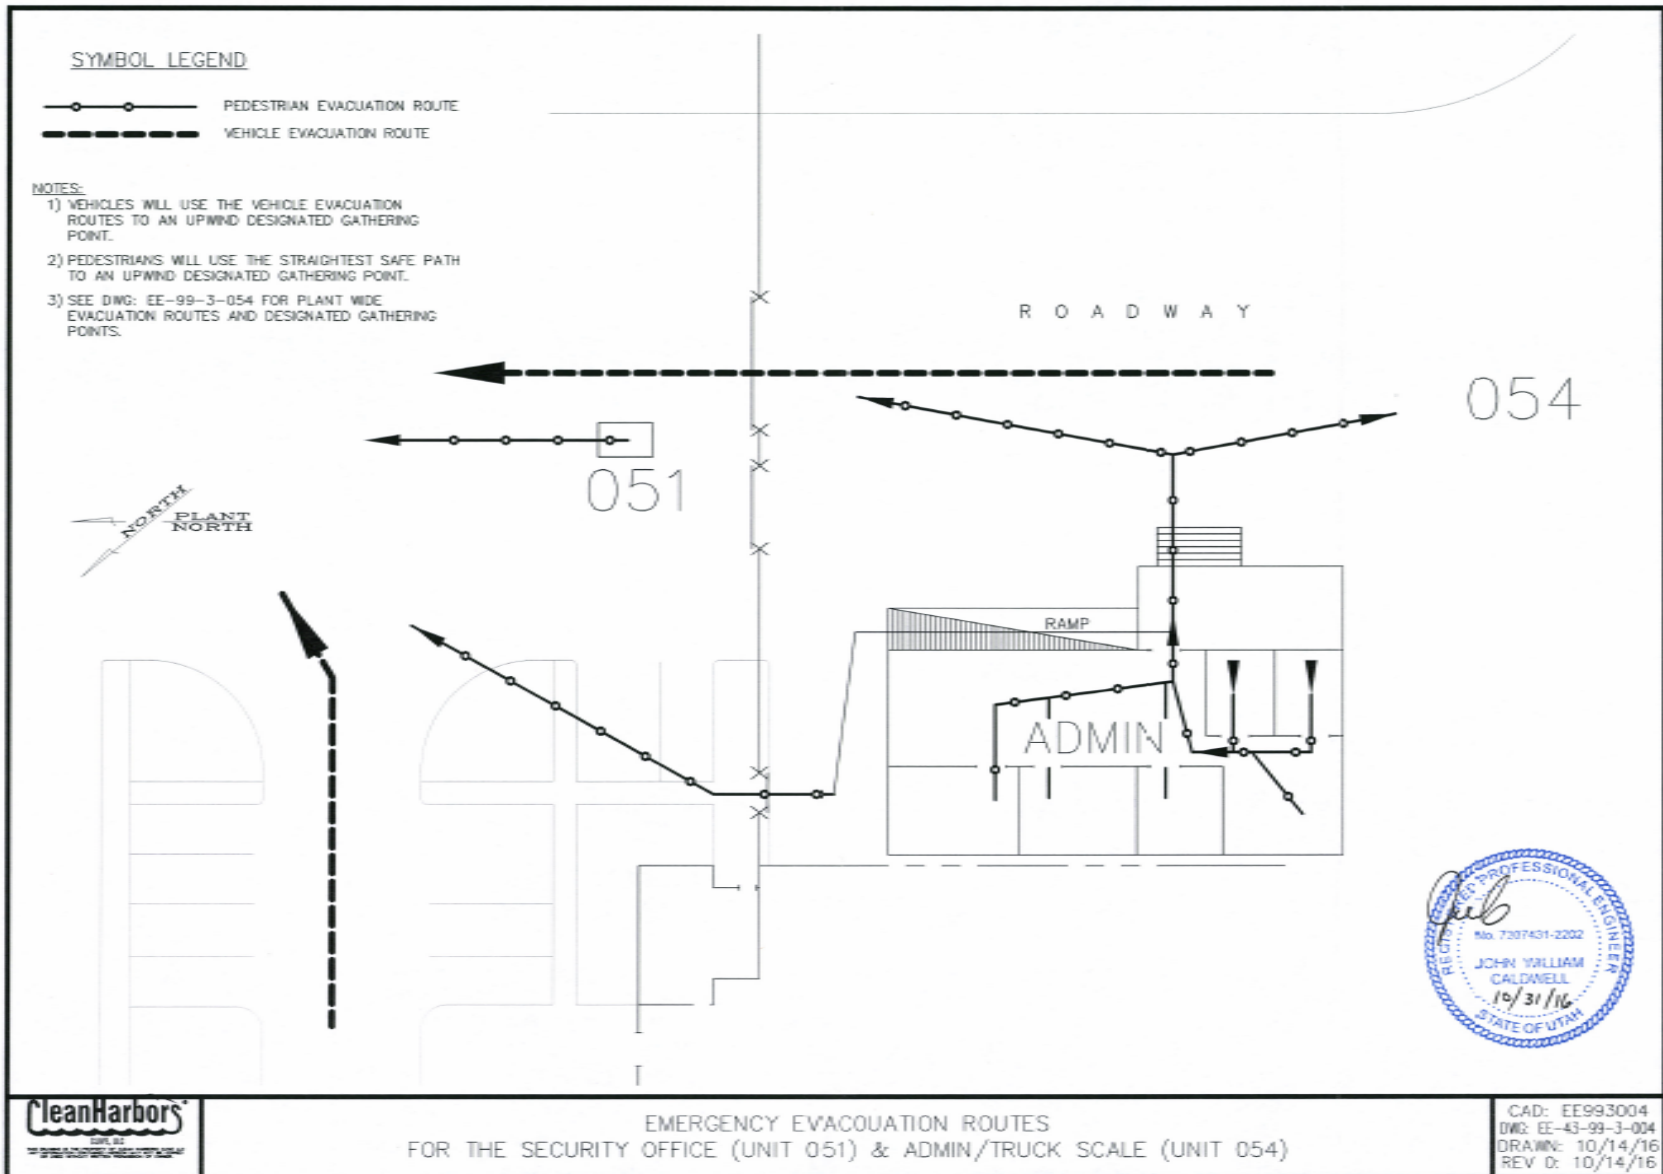 SYMBOL LEGEND
PEDESTRIAN EVACUATION ROUTE
VEHICLE EVACUATION ROUTE
NOTES:
1) VEHICLES WILL USE THE VEHICLE EVACUATION
ROUTES TO AN UPWIND DESIGNATED GATHERING
POINT.
2) PEDESTRIANS WILL USE THE STRAIGHTEST SAFE PATH
TO AN UPWIND DESIGNATED GATHERING POINT.
3) SEE DWG: EE-99-3-054 FOR PLANT WIDE
EVACUATION ROUTES AND DESIGNATED GATHERING
POINTS.
ROADWAY
054
051
NORTH
PLANT
NORTH
RAMP
ADMIN
REGISTERED PROFESSIONAL ENGINEER
No. 7207431-2202
JOHN WILLIAM
CALDWELL
10/31/16
STATE OF UTAH
CleanHarbors
EMERGENCY EVACOUATION ROUTES
FOR THE SECURITY OFFICE (UNIT 051) & ADMIN/TRUCK SCALE (UNIT 054)
CAD: EE993004
DWG: EE-43-99-3-004
DRAWN: 10/14/16
REV 0: 10/14/16